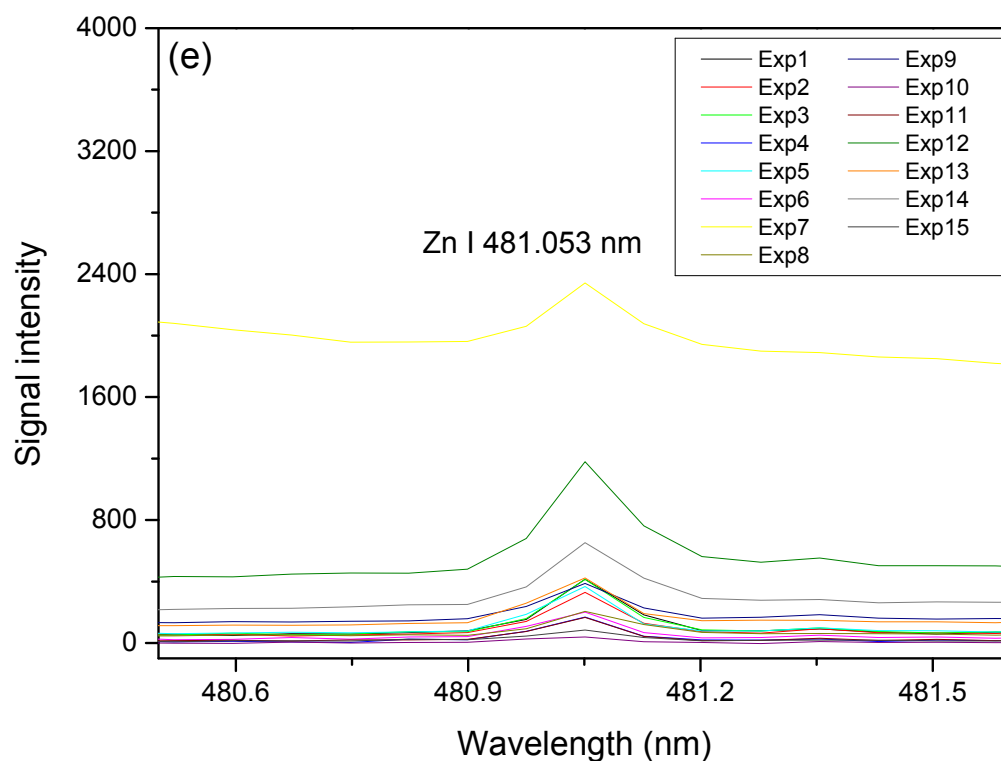 (e)
Exp1 Exp9
Exp2 Exp10
Exp3 Exp11
Exp4 Exp12
Exp5 Exp13
Exp6 Exp14
Exp7 Exp15
Exp8
Zn I 481.053 nm
Signal intensity
4000
3200
2400
1600
800
0
480.6 480.9 481.2 481.5
Wavelength (nm)